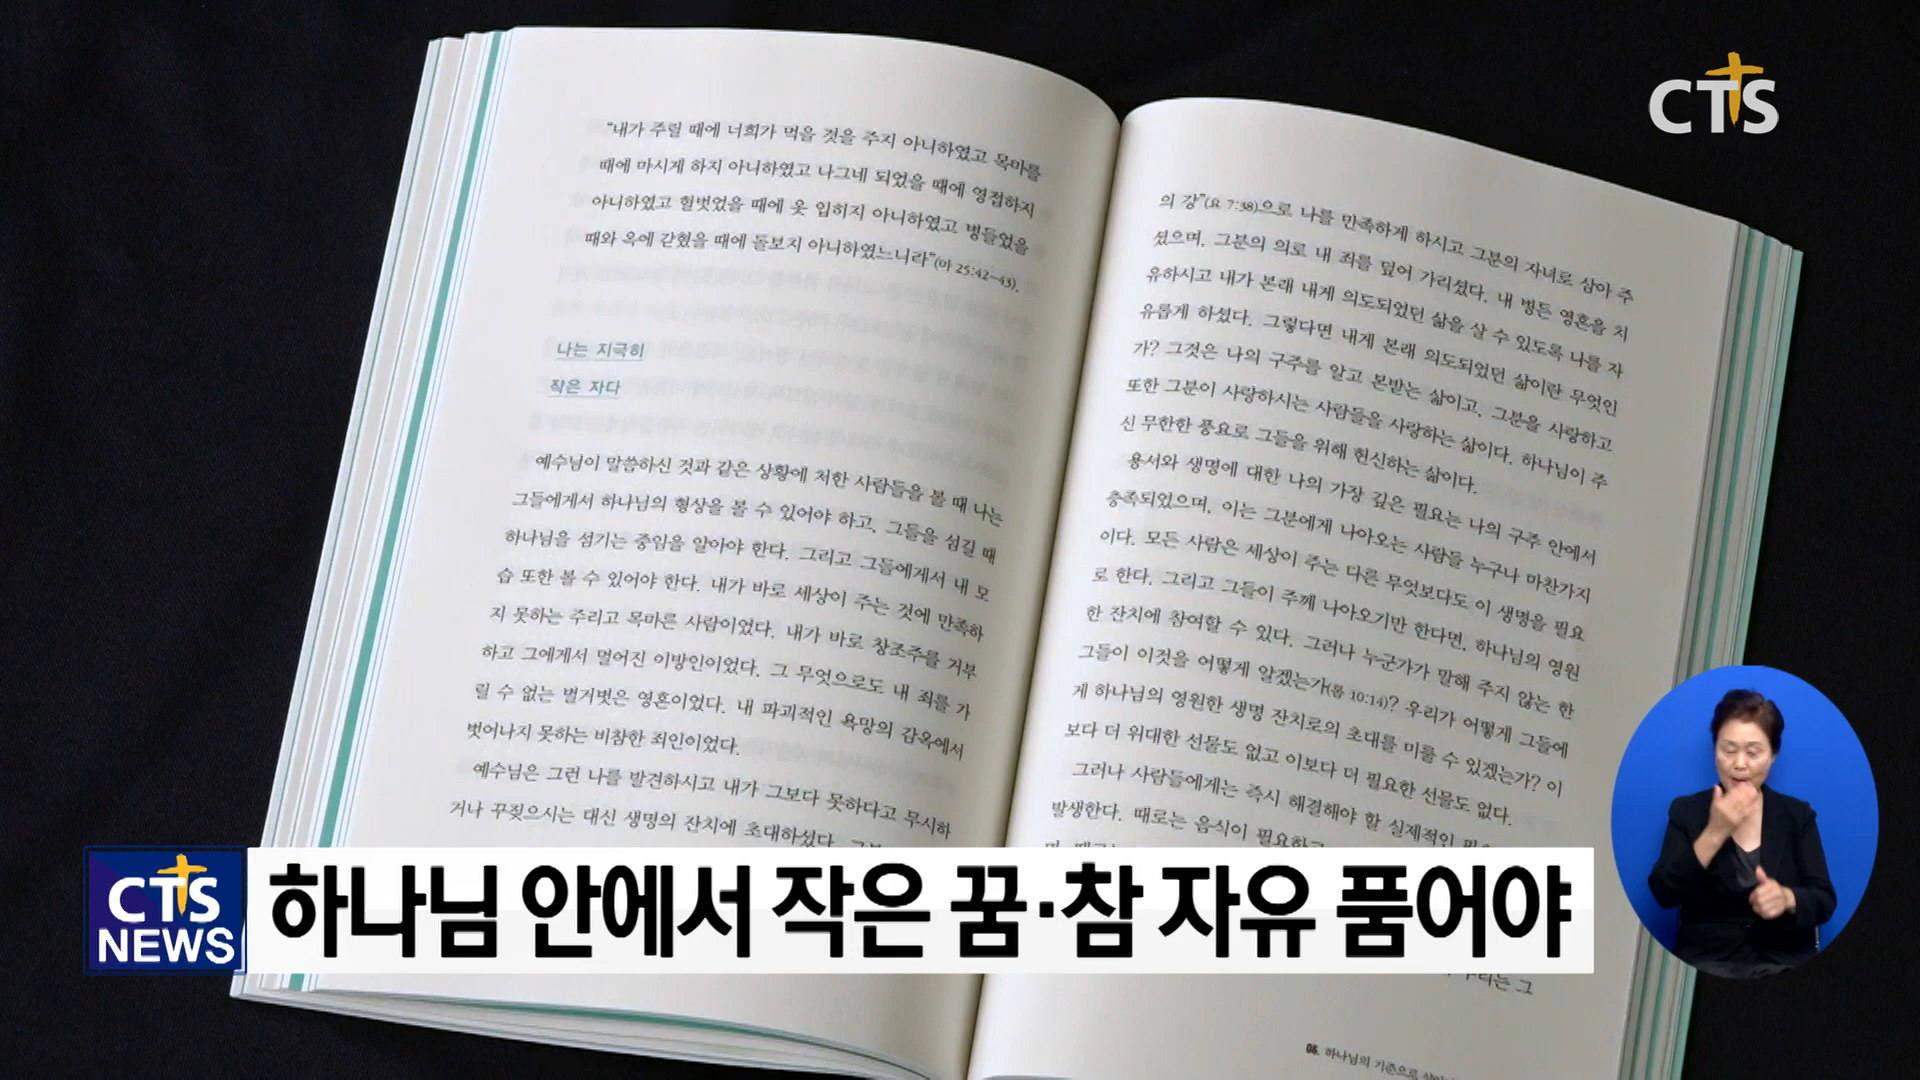 CTS
"내가 주릴 때에 너희가 먹을 것을 주지 아니하였고 목마를
때에 마시게 하지 아니하였고 나그네 되었을 때에 영접하지
아니하였고 헐벗었을 때에 옷 입히지 아니하였고 병들었을
때와 옥에 갇혔을 때에 돌보지 아니하였느니라"(마 25:42-43).
나는 지극히
작은 자다
예수님이 말씀하신 것과 같은 상황에 처한 사람들을 볼 때 나는
그들에게서 하나님의 형상을 볼 수 있어야 하고, 그들을 섬길 때
하나님을 섬기는 중임을 알아야 한다. 그리고 그들에게서 내 모
습 또한 볼 수 있어야 한다. 내가 바로 세상이 주는 것에 만족하
지 못하는 주리고 목마른 사람이었다. 내가 바로 창조주를 거부
하고 그에게서 멀어진 이방인이었다. 그 무엇으로도 내 죄를 가
릴 수 없는 벌거벗은 영혼이었다. 내 파괴적인 욕망의 감옥에서
벗어나지 못하는 비참한 죄인이었다.
예수님은 그런 나를 발견하시고 내가 그보다 못하다고 무시하
거나 꾸짖으시는 대신 생명의 잔치에 초대하셨다.
의 강"(요 7:38)으로 나를 만족하게 하시고 그분의 자녀로 삼아 주
셨으며, 그분의 의로 내 죄를 덮어 가리셨다. 내 병든 영혼을 치
유하시고 내가 본래 내게 의도되었던 삶을 살 수 있도록 나를 자
유롭게 하셨다. 그렇다면 내게 본래 의도되었던 삶이란 무엇인
가? 그것은 나의 구주를 알고 본받는 삶이고, 그분을 사랑하고
또한 그분이 사랑하시는 사람들을 사랑하는 삶이다. 하나님이 주
신 무한한 풍요로 그들을 위해 헌신하는 삶이다.
용서와 생명에 대한 나의 가장 깊은 필요는 나의 구주 안에서
충족되었으며, 이는 그분에게 나아오는 사람들 누구나 마찬가지
이다. 모든 사람은 세상이 주는 다른 무엇보다도 이 생명을 필요
로 한다. 그리고 그들이 주께 나아오기만 한다면, 하나님의 영원
한 잔치에 참여할 수 있다. 그러나 누군가가 말해 주지 않는 한
그들이 이것을 어떻게 알겠는가(롬 10:14)? 우리가 어떻게 그들에
게 하나님의 영원한 생명 잔치로의 초대를 미룰 수 있겠는가? 이
보다 더 위대한 선물도 없고 이보다 더 필요한 선물도 없다.
그러나 사람들에게는 즉시 해결해야 할 실제적인
발생한다. 때로는 음식이 필요하고
CTS
NEWS
하나님 안에서 작은 꿈·참 자유 품어야
그
06. 하나님의 기준으로